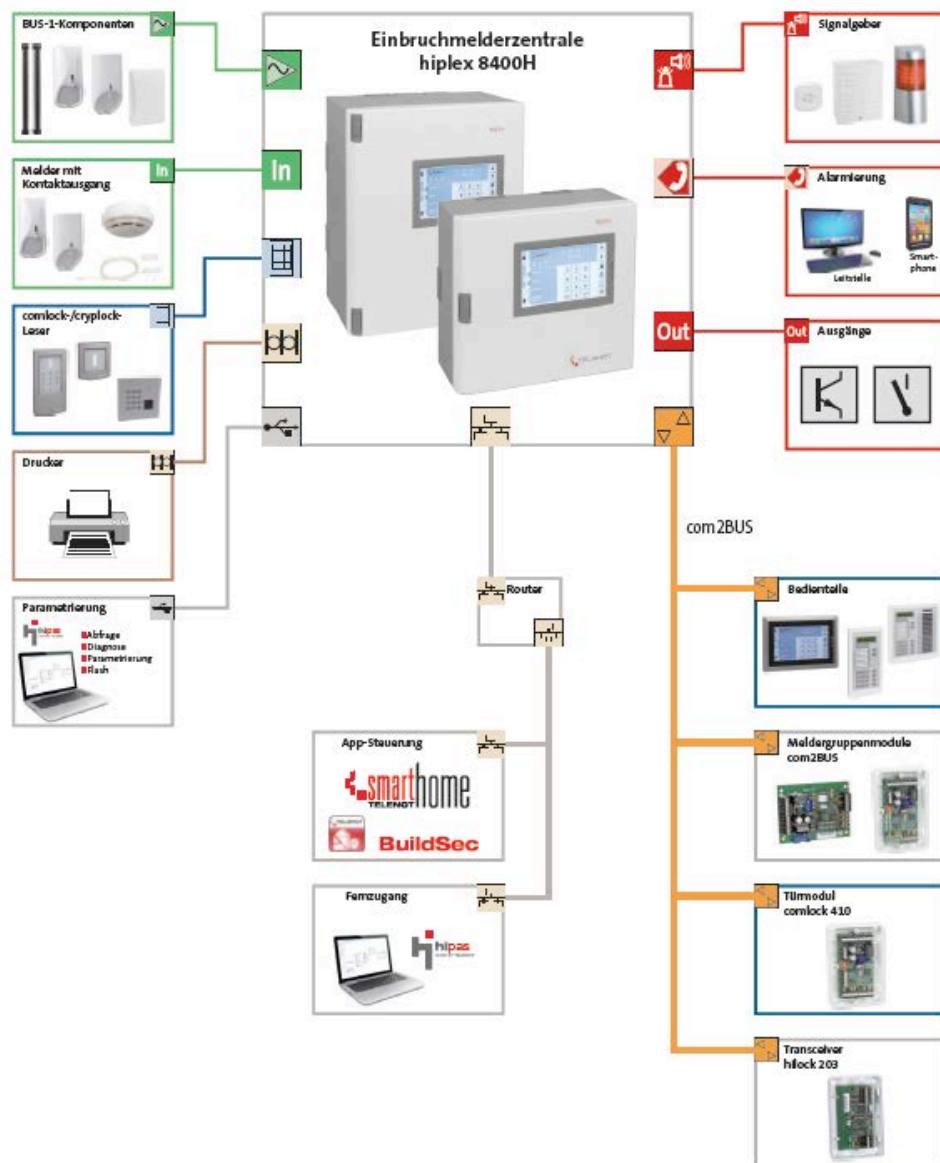 BUS-1-Komponenten
Einbruchmelderzentrale
hiplex 8400H
Signalgeber
Melder mit
Kontaktausgang
In
In
Alarmierung
Leitstelle
Smart-
phone
comlock-/cryplock-
Leser
Out
Out
Ausgänge
TELENOT
Drucker
com2BUS
Parametrierung
hipas
Abfrage
Diagnose
Parametrierung
Flash
Router
Bedienteile
App-Steuerung
smarthome
TELENOT
BuildSec
Meldergruppenmodule
com2BUS
Fernzugang
hipas
Türmodul
comlock 410
Transceiver
hilock 203